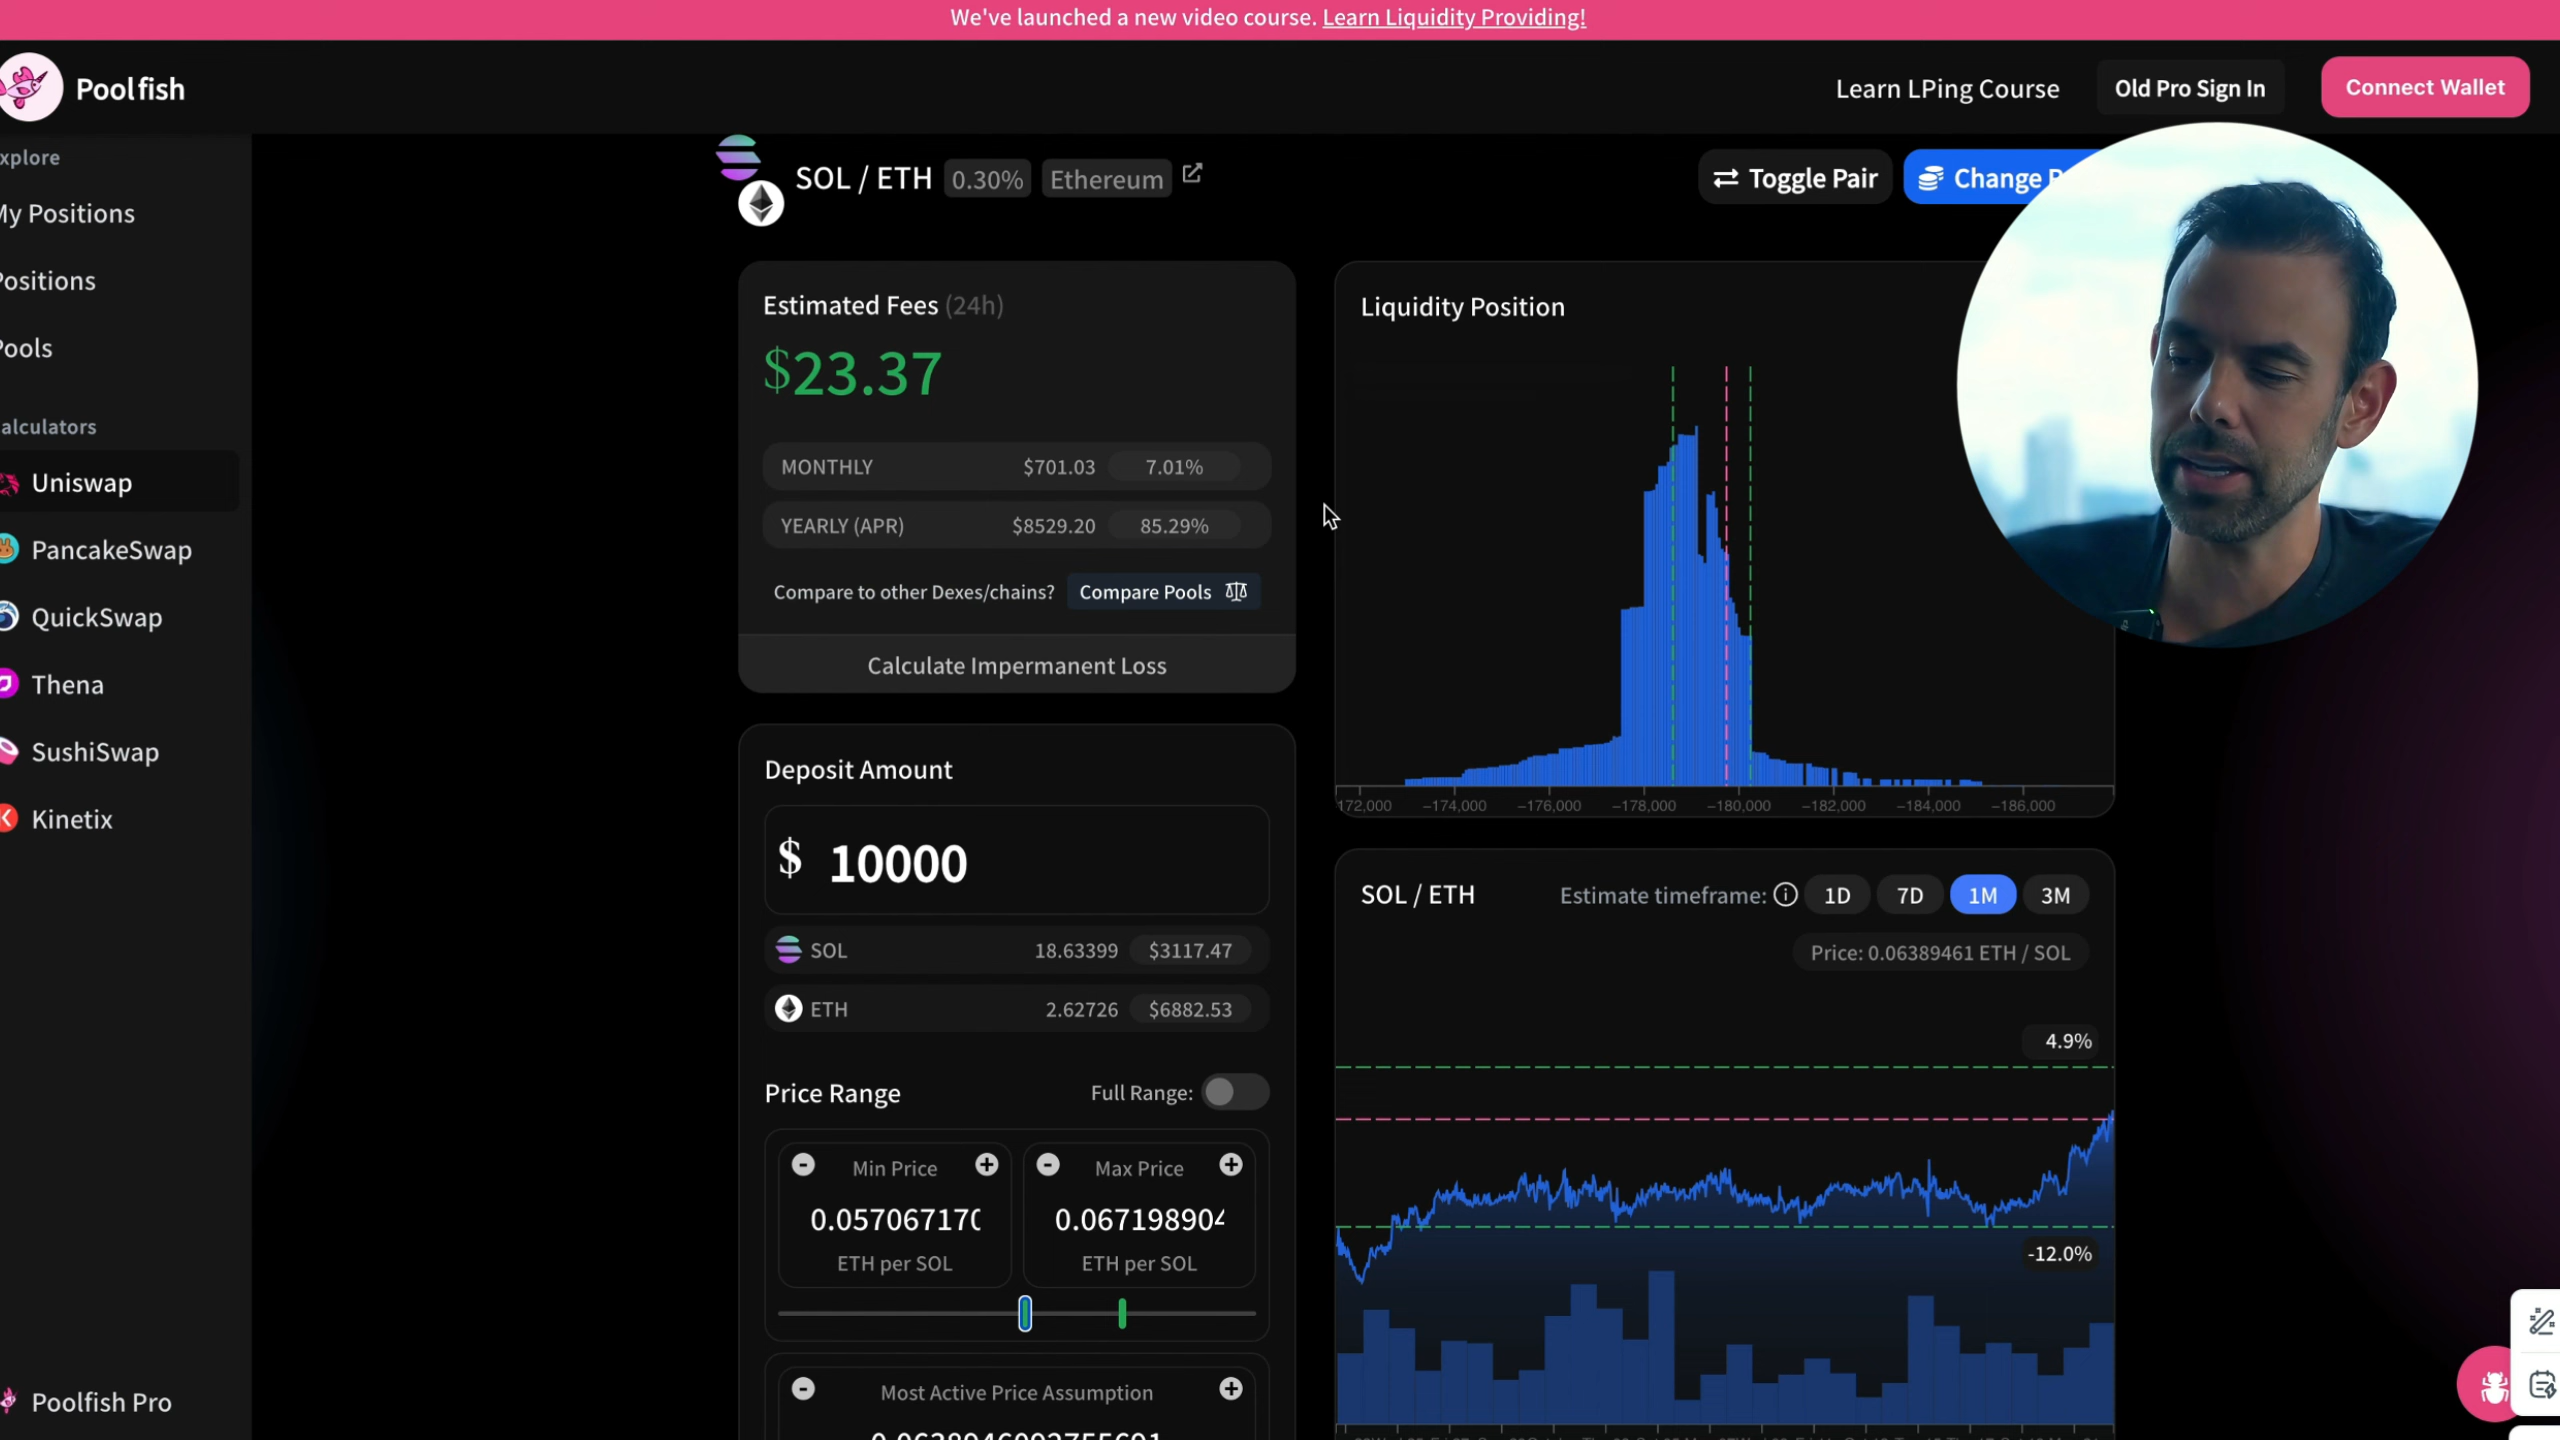 We've launched a new video course. Learn Liquidity Providing!
Poolfish
Learn LPing Course
Old Pro Sign In
Connect Wallet
xplore
My Positions
Positions
Pools
alculators
Uniswap
PancakeSwap
QuickSwap
Thena
SushiSwap
Kinetix
Poolfish Pro
SOL / ETH 0.30% Ethereum
Toggle Pair
Change P
Estimated Fees (24h)
$23.37
MONTHLY $701.03 7.01%
YEARLY (APR) $8529.20 85.29%
Compare to other Dexes/chains? Compare Pools
Calculate Impermanent Loss
Deposit Amount
$ 10000
SOL 18.63399 $3117.47
ETH 2.62726 $6882.53
Price Range Full Range:
- Min Price +
0.05706717
ETH per SOL
- Max Price +
0.06719890
ETH per SOL
- Most Active Price Assumption +
Liquidity Position
172,000 −174,000 −176,000 −178,000 −180,000 −182,000 −184,000 −186,000
SOL / ETH Estimate timeframe: 1D 7D 1M 3M
Price: 0.06389461 ETH / SOL
4.9%
-12.0%